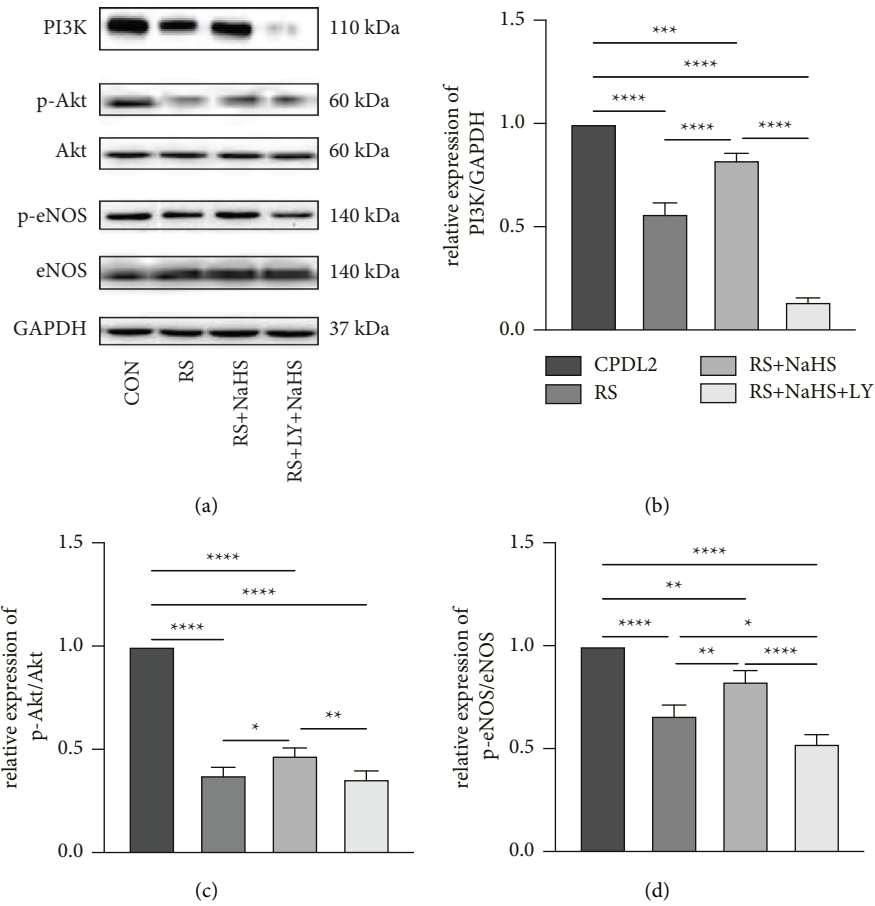 PI3K 110 kDa
p-Akt 60 kDa
Akt 60 kDa
p-eNOS 140 kDa
eNOS 140 kDa
GAPDH 37 kDa
CON
RS
RS+NaHS
RS+LY+NaHS
(a)
relative expression of
PI3K/GAPDH
1.5
1.0
0.5
0.0
***
****
****
**** ****
CPDL2 RS+NaHS
RS RS+NaHS+LY
(b)
relative expression of
p-Akt/Akt
1.5
1.0
0.5
0.0
****
****
****
* **
(c)
relative expression of
p-eNOS/eNOS
1.5
1.0
0.5
0.0
****
**
**** *
** ****
(d)